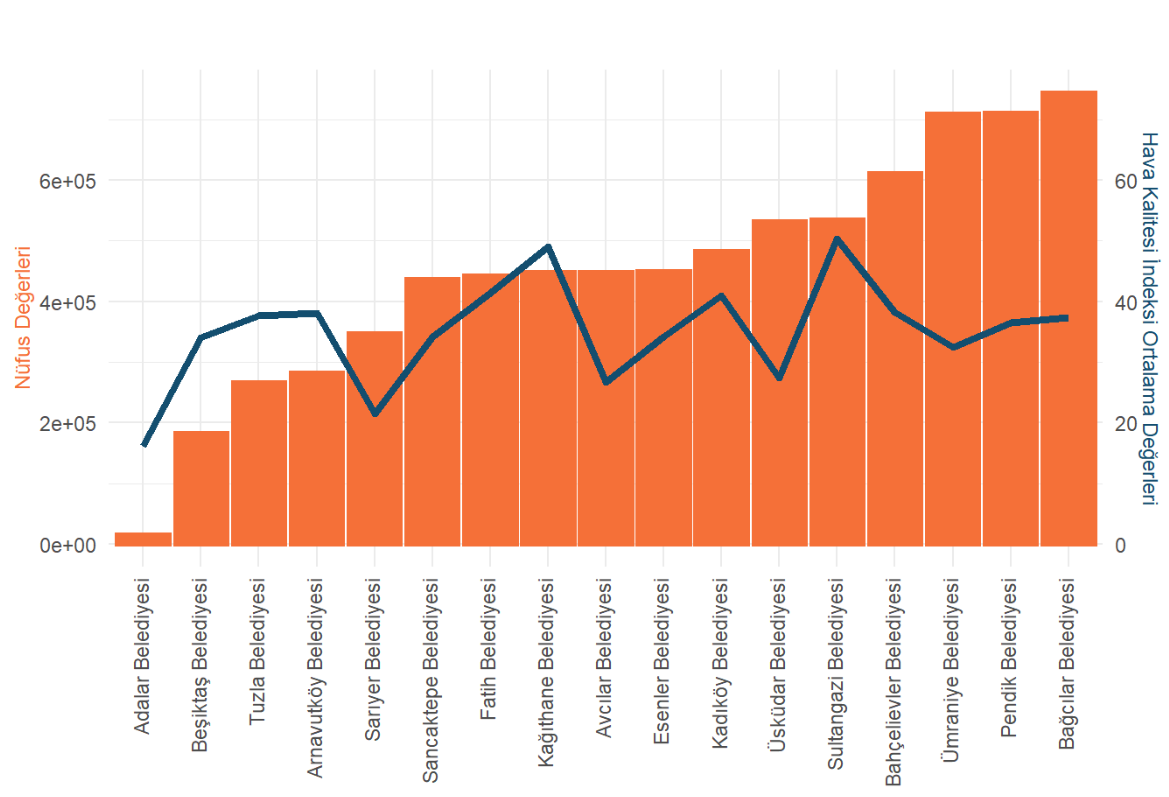 Nüfus Değerleri
6e+05
4e+05
2e+05
0e+00
60
40
20
0
Hava Kalitesi İndeksi Ortalama Değerleri
Adalar Belediyesi
Beşiktaş Belediyesi
Tuzla Belediyesi
Arnavutköy Belediyesi
Sarıyer Belediyesi
Sancaktepe Belediyesi
Fatih Belediyesi
Kağıthane Belediyesi
Avcılar Belediyesi
Esenler Belediyesi
Kadıköy Belediyesi
Üsküdar Belediyesi
Sultangazi Belediyesi
Bahçelievler Belediyesi
Ümraniye Belediyesi
Pendik Belediyesi
Bağcılar Belediyesi